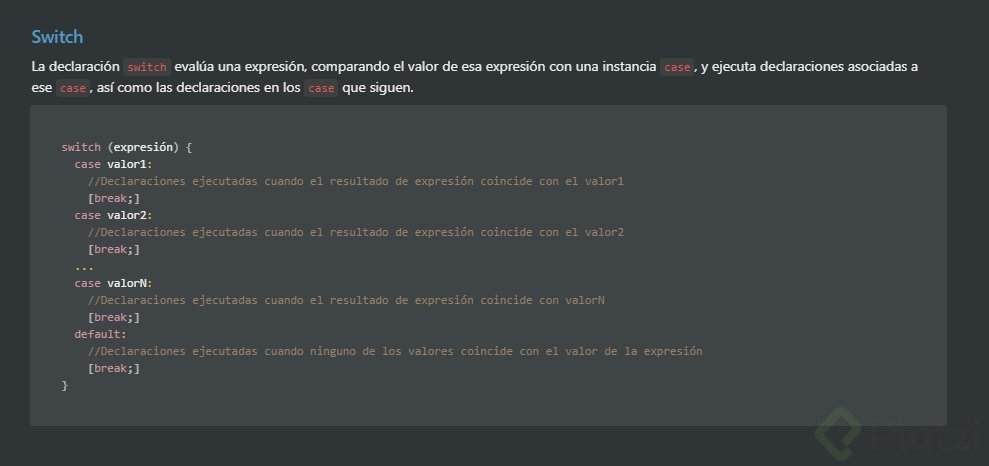 Switch
La declaración switch evalúa una expresión, comparando el valor de esa expresión con una instancia case, y ejecuta declaraciones asociadas a
ese case, así como las declaraciones en los case que siguen.
switch (expresión) {
  case valor1:
    //Declaraciones ejecutadas cuando el resultado de expresión coincide con el valor1
    [break;]
  case valor2:
    //Declaraciones ejecutadas cuando el resultado de expresión coincide con el valor2
    [break;]
  ...
  case valorN:
    //Declaraciones ejecutadas cuando el resultado de expresión coincide con valorN
    [break;]
  default:
    //Declaraciones ejecutadas cuando ninguno de los valores coincide con el valor de la expresión
    [break;]
}
Platzi